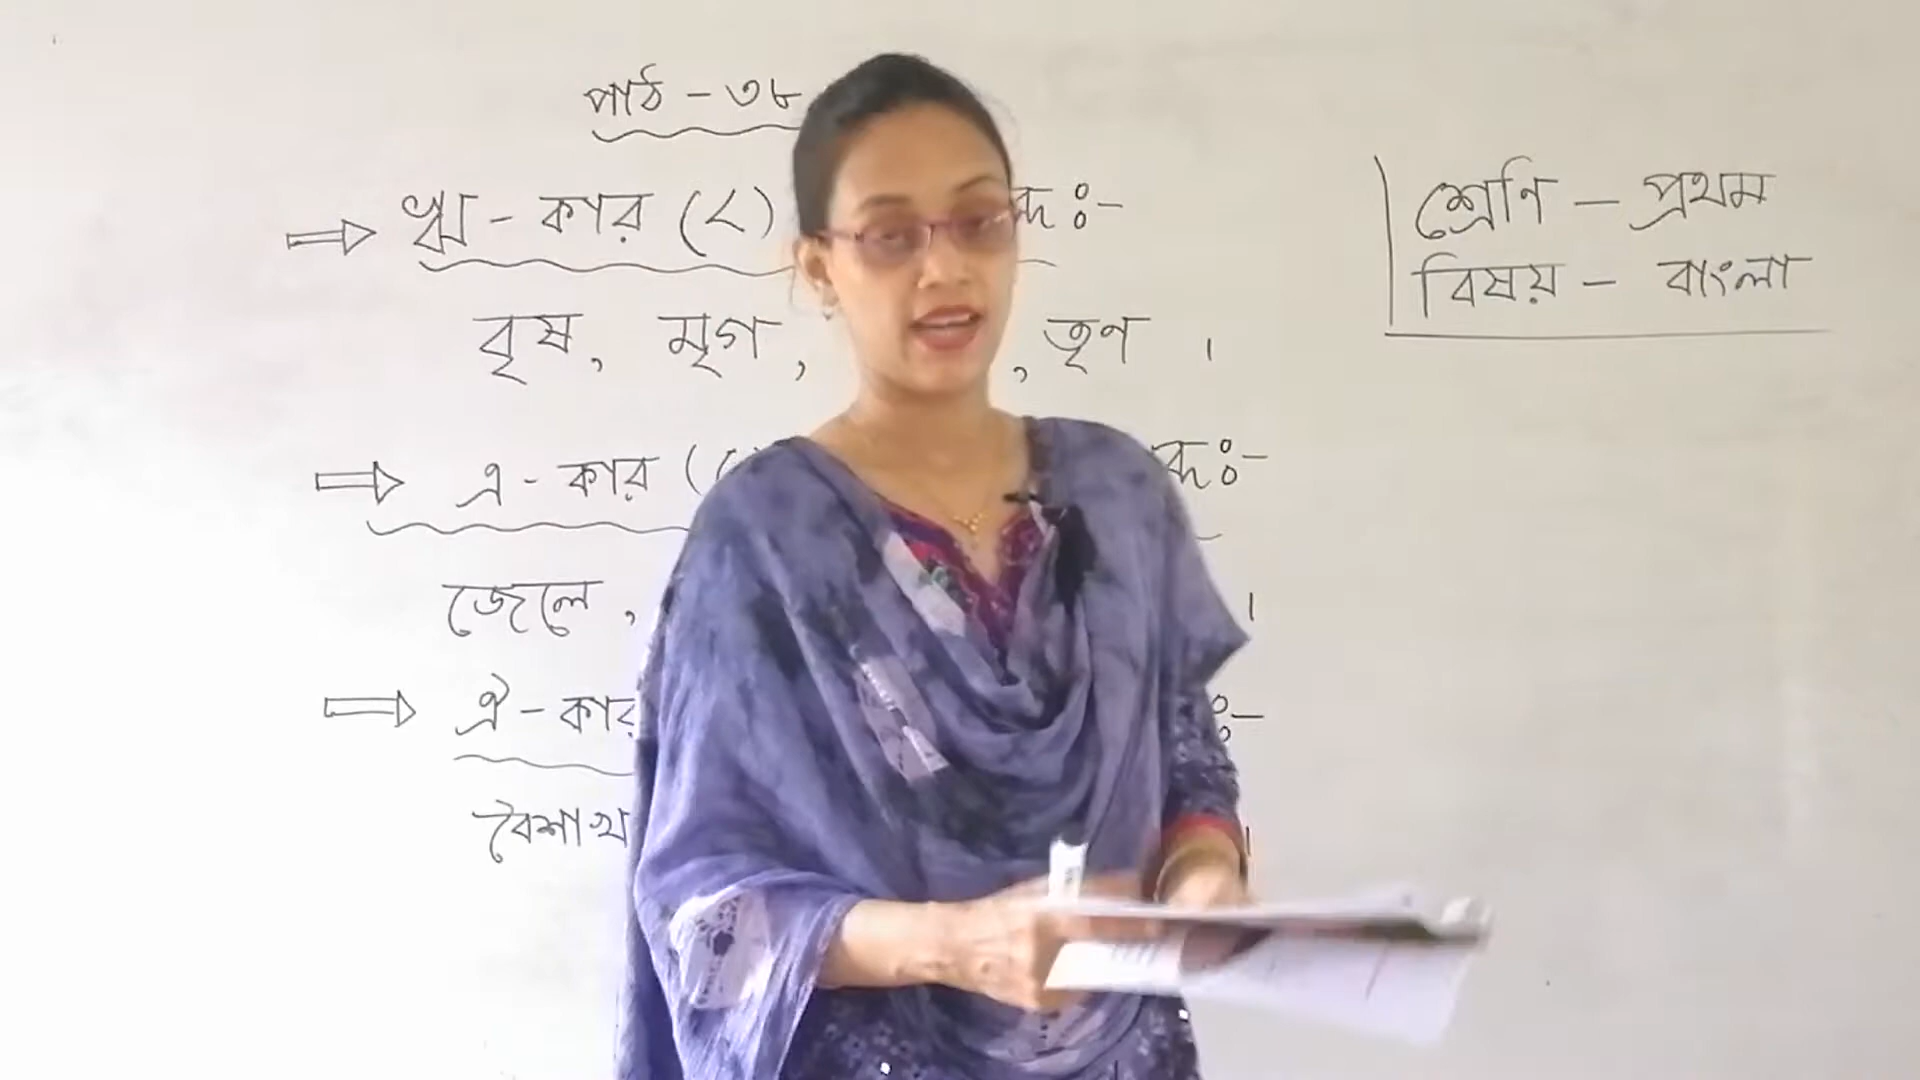 পাঠ - ৩৮
ঋ - কার (ৃ) ঃ-
বৃষ, মৃগ, , তৃণ ।
শ্রেণি - প্রথম
বিষয় - বাংলা
এ - কার ( ঃ-
জেলে, ।
ঐ - কার ঃ-
বৈশাখ ।